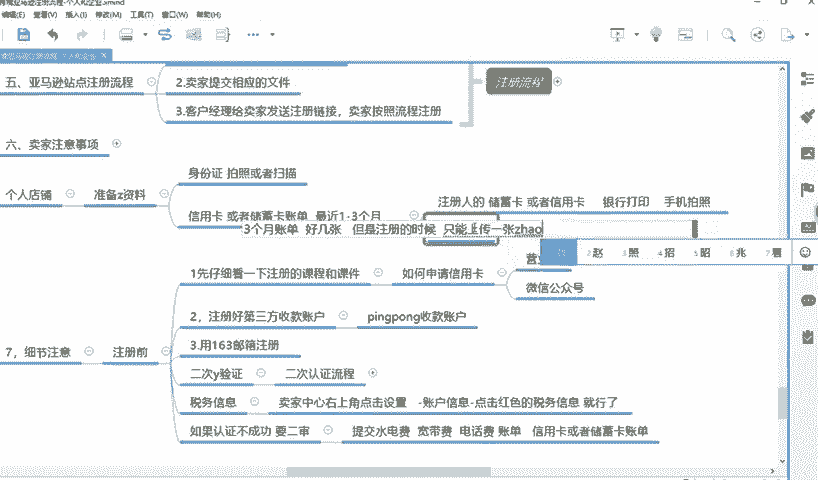 编辑(E) 查看(V) 插入(I) 修改(M) 工具(T) 窗口(W) 帮助(H)
五、亚马逊站点注册流程
2.卖家提交相应的文件
3.客户经理给卖家发送注册链接，卖家按照流程注册
注册流程
六、卖家注意事项
个人店铺
准备z资料
身份证 拍照或者扫描
信用卡 或者储蓄卡账单 最近1-3个月
注册人的 储蓄卡 或者信用卡 银行打印 手机拍照
3个月账单 好几张 但是注册的时候 只能上传一张zhao
2赵 3照 4招 5昭 6兆 7着
7，细节注意
注册前
1先仔细看一下注册的课程和课件
如何申请信用卡
微信公众号
2，注册好第三方收款账户
pingpong收款账户
3.用163邮箱注册
二次y验证
二次认证流程
税务信息
卖家中心右上角点击设置 -账户信息-点击红色的税务信息 就行了
如果认证不成功 要二审
提交水电费 宽带费 电话费 账单 信用卡或者储蓄卡账单